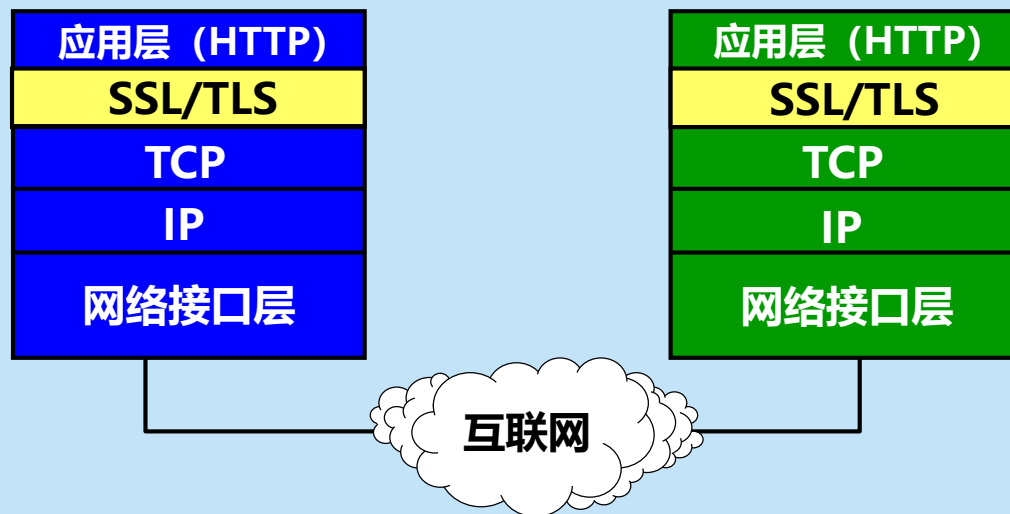 应用层（HTTP）
SSL/TLS
TCP
IP
网络接口层
应用层（HTTP）
SSL/TLS
TCP
IP
网络接口层
互联网